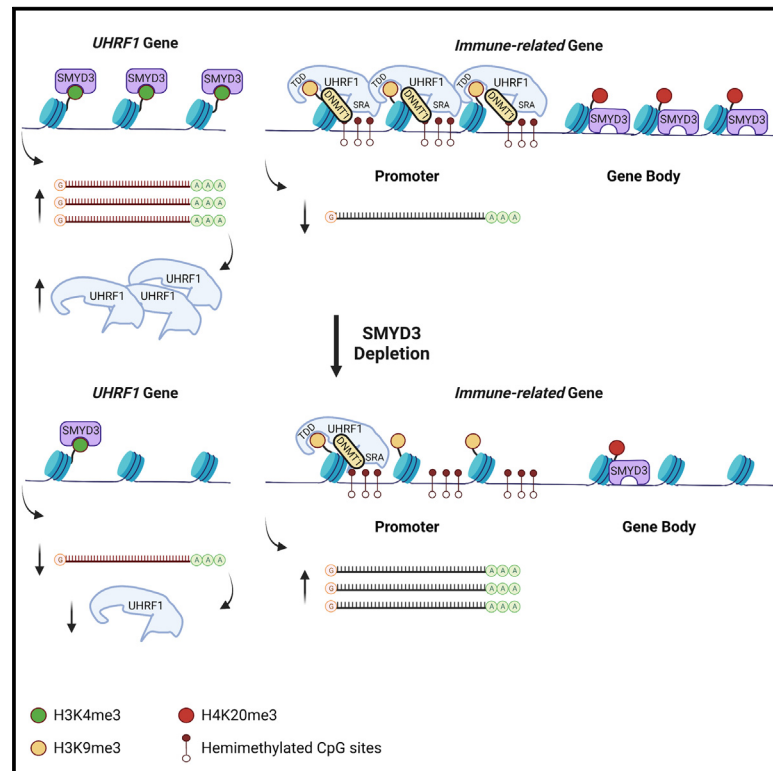 UHRF1 Gene
Immune-related Gene
SMYD3 SMYD3 SMYD3
TDD UHRF1 DNMT1 SRA TDD UHRF1 DNMT1 SRA TDD UHRF1 DNMT1 SRA
SMYD3 SMYD3 SMYD3
Promoter
Gene Body
G AAA
G AAA
G AAA
G AAA
UHRF1
UHRF1 UHRF1
SMYD3
Depletion
UHRF1 Gene
Immune-related Gene
SMYD3
TDD UHRF1 DNMT1 SRA
SMYD3
Promoter
Gene Body
G AAA
UHRF1
G AAA
G AAA
G AAA
H3K4me3
H4K20me3
H3K9me3
Hemimethylated CpG sites